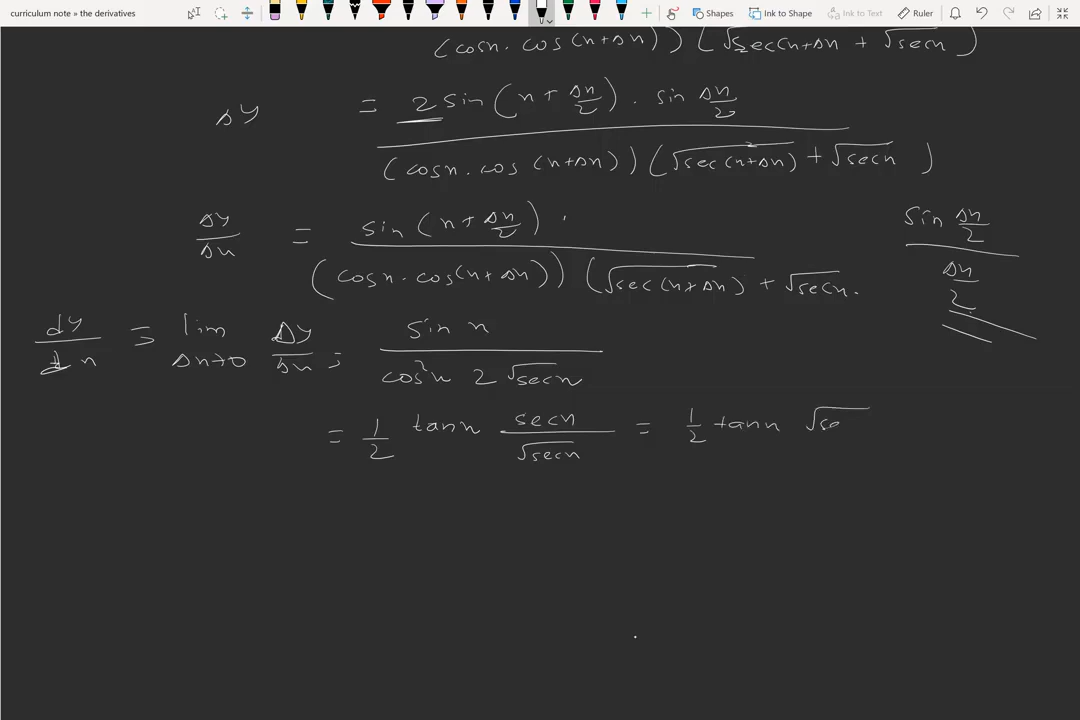 curriculum note » the derivatives
Shapes
Ink to Shape
Ink to Text
Ruler
(cosx. cos (x+Δx)) (√sec(x+Δx + √secx)
Δy = 2 sin (x + Δx/2) . sin Δx/2
(cosx. cos (x+Δx)) (√sec(x+Δx) + √secx)
Δy/Δx = sin (x + Δx/2) .
(cosx. cos(x+Δx)) (√sec(x+Δx) + √secx.
sin Δx/2
Δx/2
dy/dx = lim Δx→0 Δy/Δx = sin x / cos²x 2 √secx
= 1/2 tanx secx/√secx = 1/2 tanx √se